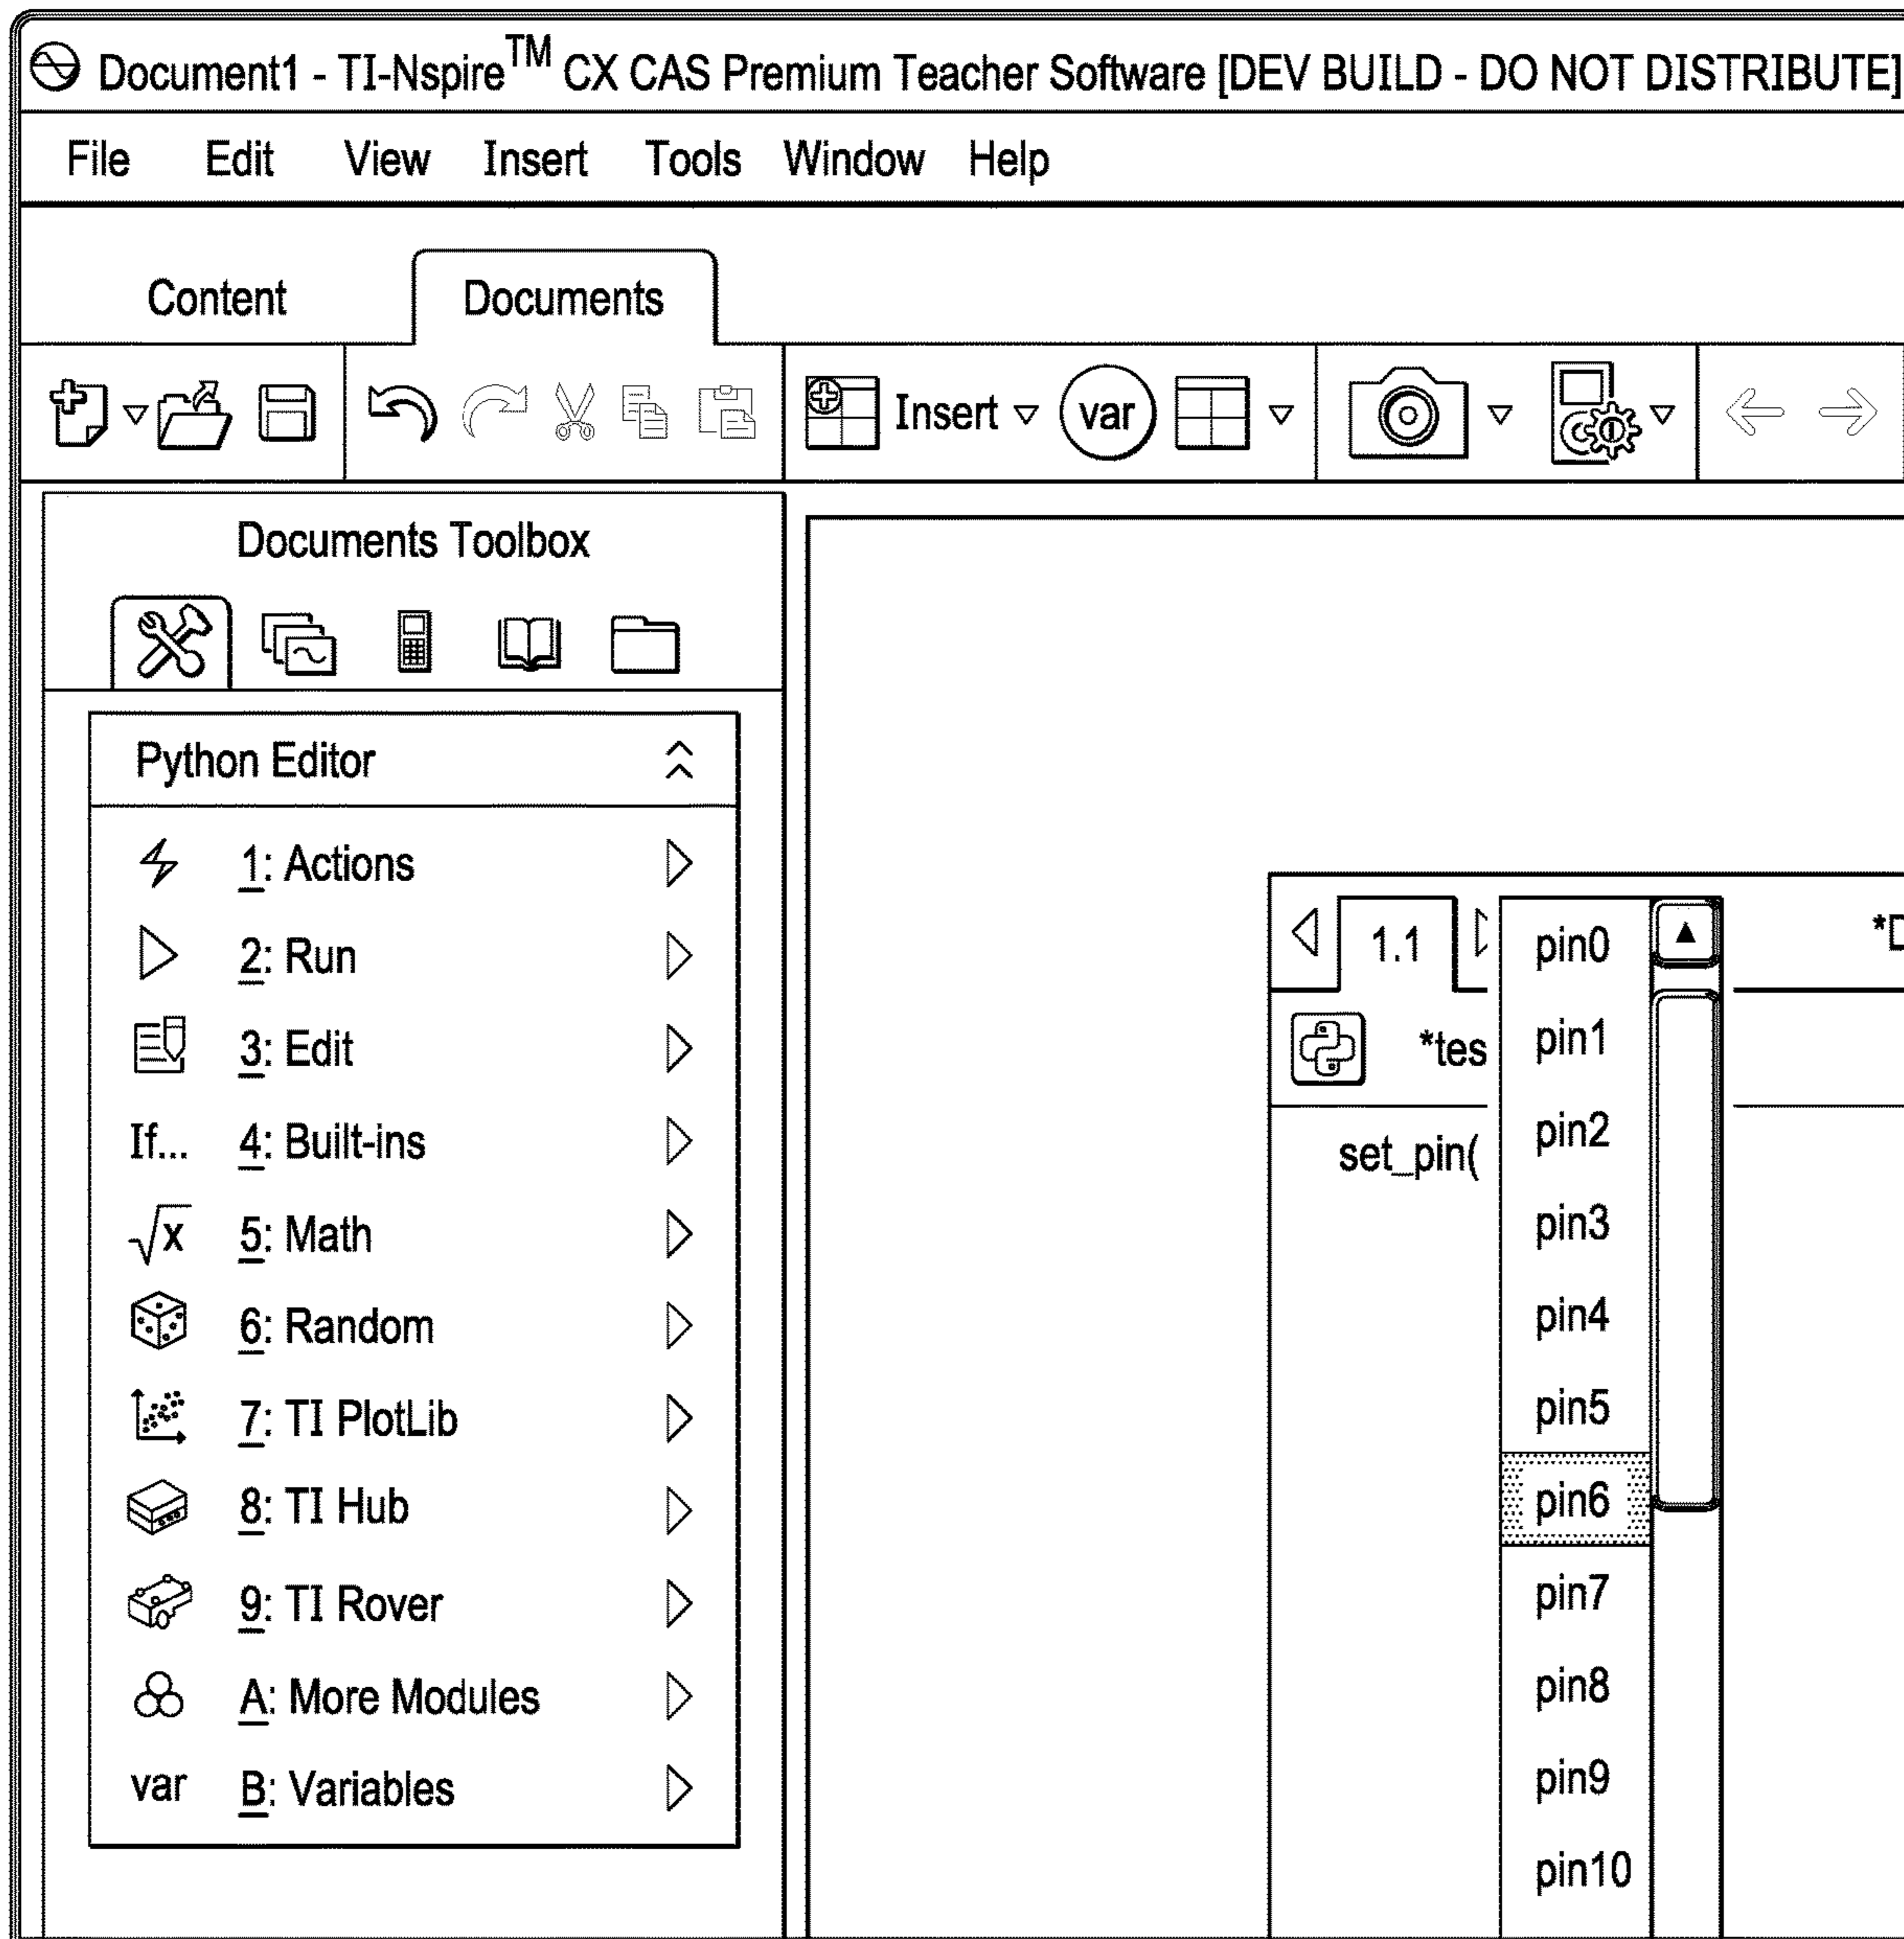 Document1 - TI-Nspire™ CX CAS Premium Teacher Software [DEV BUILD - DO NOT DISTRIBUTE]
File Edit View Insert Tools Window Help
Content Documents
Insert var
Documents Toolbox
Python Editor
1: Actions
2: Run
3: Edit
If... 4: Built-ins
√x 5: Math
6: Random
7: TI PlotLib
8: TI Hub
9: TI Rover
A: More Modules
var B: Variables
1.1
*D
*tes
set_pin(
pin0
pin1
pin2
pin3
pin4
pin5
pin6
pin7
pin8
pin9
pin10